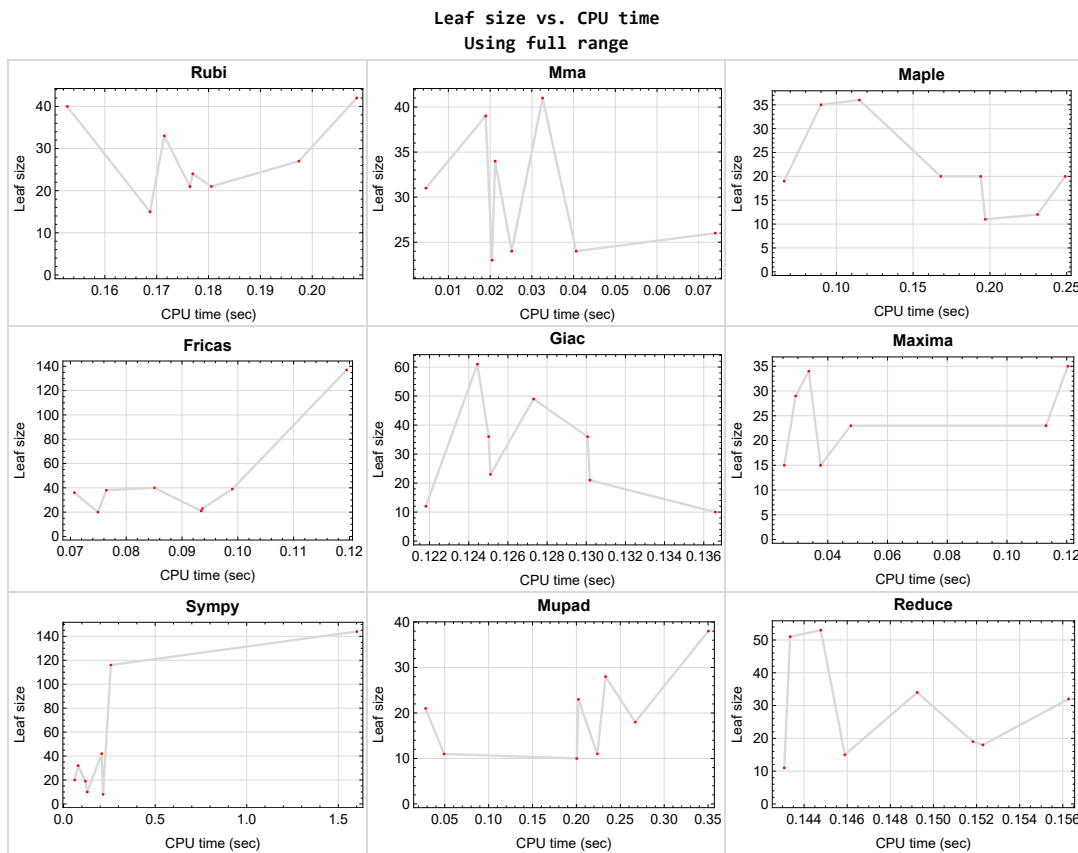 Leaf size vs. CPU time
Using full range
Rubi
Leaf size
40
30
20
10
0
0.16 0.17 0.18 0.19 0.20
CPU time (sec)
Mma
Leaf size
40
35
30
25
0.01 0.02 0.03 0.04 0.05 0.06 0.07
CPU time (sec)
Maple
Leaf size
35
30
25
20
15
10
5
0
0.10 0.15 0.20 0.25
CPU time (sec)
Fricas
Leaf size
140
120
100
80
60
40
20
0
0.07 0.08 0.09 0.10 0.11 0.12
CPU time (sec)
Giac
Leaf size
60
50
40
30
20
10
0
0.122 0.124 0.126 0.128 0.130 0.132 0.134 0.136
CPU time (sec)
Maxima
Leaf size
35
30
25
20
15
10
5
0
0.04 0.06 0.08 0.10 0.12
CPU time (sec)
Sympy
Leaf size
140
120
100
80
60
40
20
0
0.0 0.5 1.0 1.5
CPU time (sec)
Mupad
Leaf size
40
30
20
10
0
0.05 0.10 0.15 0.20 0.25 0.30 0.35
CPU time (sec)
Reduce
Leaf size
50
40
30
20
10
0
0.144 0.146 0.148 0.150 0.152 0.154 0.156
CPU time (sec)